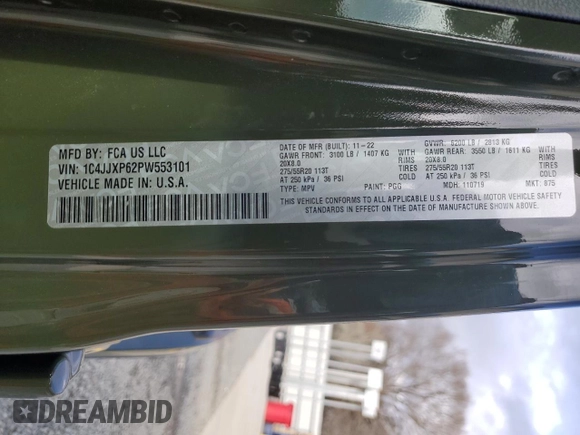 MFD BY: FCA US LLC
VIN: 1C4JJXP62PW553101
VEHICLE MADE IN: U.S.A.
DATE OF MFR (BUILT): 11-22
GAWR FRONT: 3100 LB / 1407 KG WITH
20X8.0 RIMS
275/55R20 113T TIRES
AT 250 kPa / 36 PSI COLD
GVWR: 6200 LB / 2813 KG
GAWR REAR: 3550 LB / 1611 KG WITH
20X8.0 RIMS
275/55R20 113T TIRES
AT 250 kPa / 36 PSI COLD
TYPE: MPV PAINT: PGG MDH: 110719 MKT: 875
THIS VEHICLE CONFORMS TO ALL APPLICABLE U.S.A. FEDERAL MOTOR VEHICLE SAFETY
STANDARDS IN EFFECT ON THE DATE OF MANUFACTURE SHOWN ABOVE.
DREAMBID